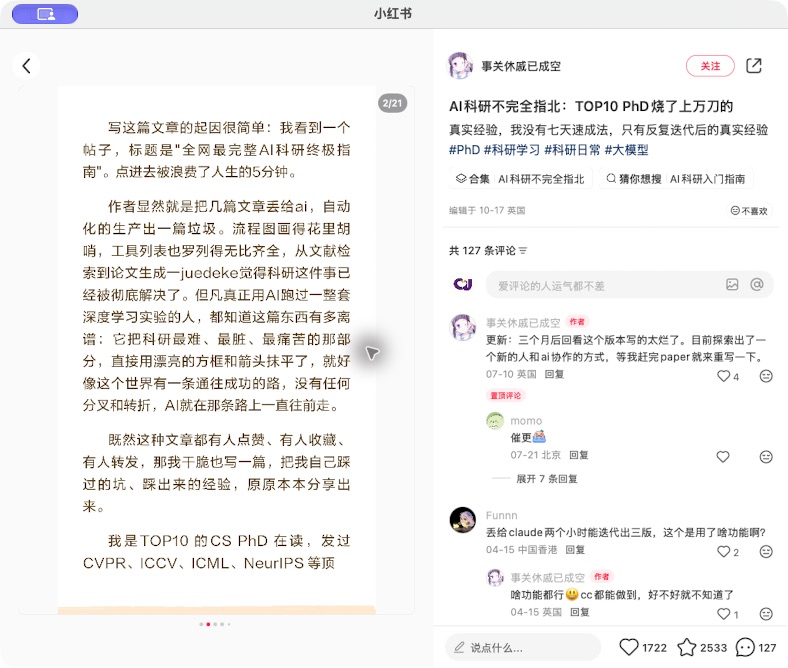 小红书
2/21
写这篇文章的起因很简单：我看到一个
帖子，标题是"全网最完整AI科研终极指
南"。点进去被浪费了人生的5分钟。
作者显然就是把几篇文章丢给ai，自动
化的生产出一篇垃圾。流程图画得花里胡
哨，工具列表也罗列得无比齐全，从文献检
索到论文生成一juedeke觉得科研这件事已
经被彻底解决了。但凡真正用AI跑过一整套
深度学习实验的人，都知道这篇东西有多离
谱：它把科研最难、最脏、最痛苦的那部
分，直接用漂亮的方框和箭头抹平了，就好
像这个世界有一条通往成功的路，没有任何
分叉和转折，AI就在那条路上一直往前走。
既然这种文章都有人点赞、有人收藏、
有人转发，那我干脆也写一篇，把我自己踩
过的坑、踩出来的经验，原原本本分享出
来。
我是TOP10 的CS PhD 在读，发过
CVPR、ICCV、ICML、NeurIPS 等顶
事关休戚已成空
关注
AI科研不完全指北：TOP10 PhD烧了上万刀的
真实经验，我没有七天速成法，只有反复迭代后的真实经验
#PhD #科研学习 #科研日常 #大模型
合集 AI科研不完全指北 猜你想搜 AI科研入门指南
编辑于 10-17 英国
不喜欢
共 127 条评论
CJ
爱评论的人运气都不差
事关休戚已成空 作者
更新：三个月后回看这个版本写的太烂了。目前探索出了一
个新的人和ai协作的方式，等我赶完paper就来重写一下。
07-10 英国 回复
4
置顶评论
momo
催更
07-21 北京 回复
展开 7 条回复
Funnn
丢给claude两个小时能迭代出三版，这个是用了啥功能啊?
04-15 中国香港 回复
2
事关休戚已成空 作者
啥功能都行😃cc都能做到，好不好就不知道了
04-15 英国 回复
1
说点什么...
1722
2533
127